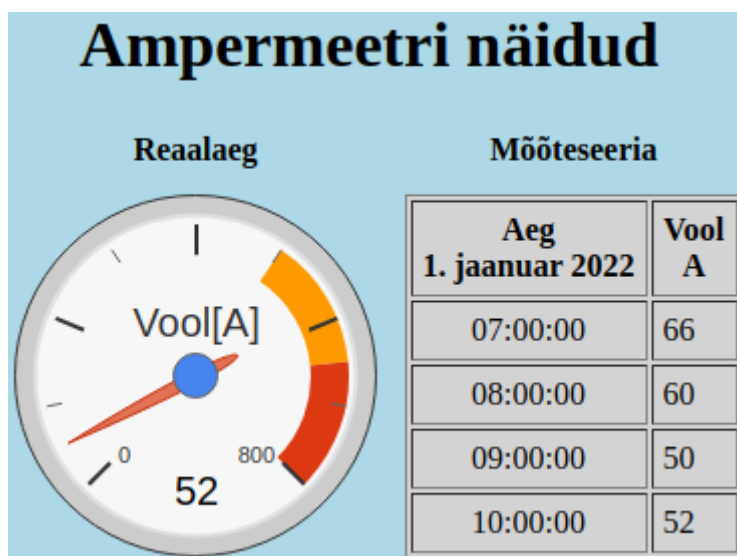 Ampermeetri näidud
Reaalaeg
Vool[A]
0
800
52
Mõõteseeria
Aeg
1. jaanuar 2022
Vool
A
07:00:00 66
08:00:00 60
09:00:00 50
10:00:00 52